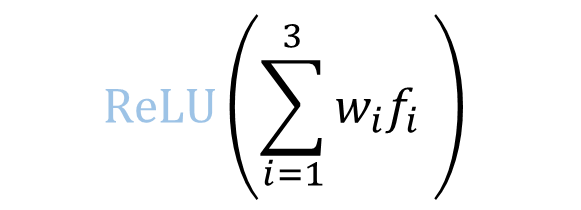 ReLU(∑_{i=1}^{3} w_i f_i)